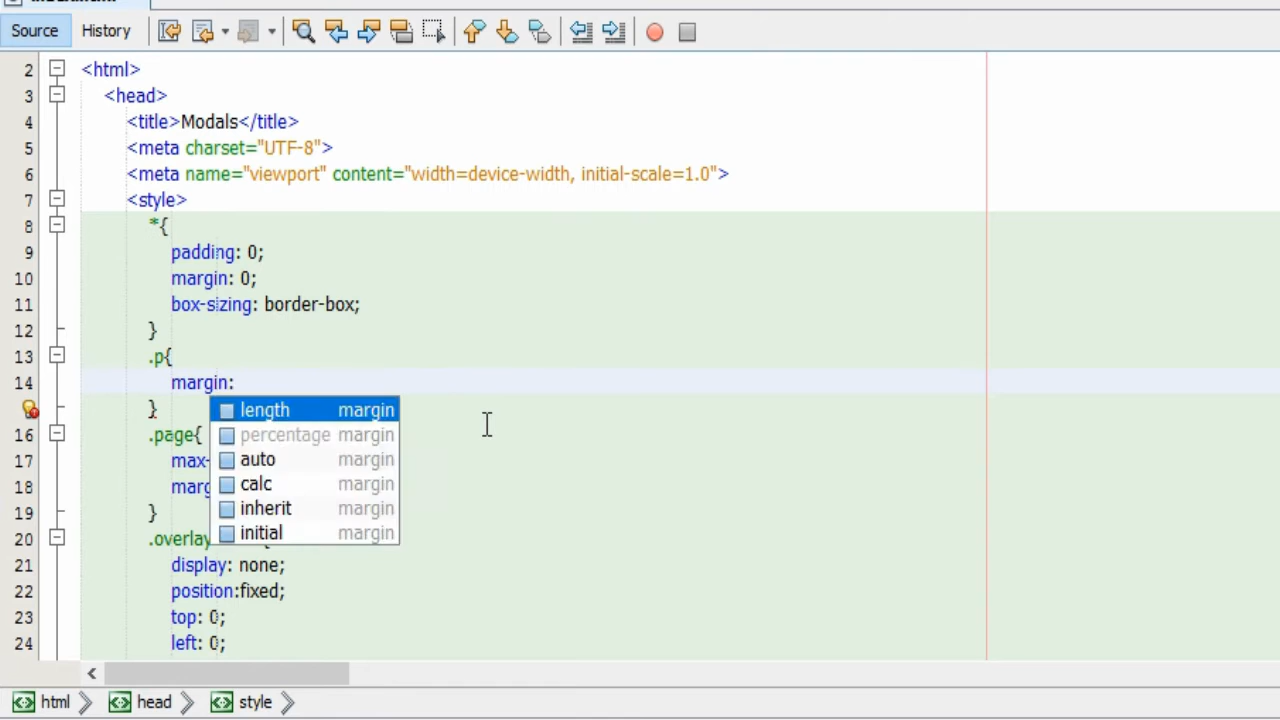 Source History
2 <html>
3 <head>
4 <title>Modals</title>
5 <meta charset="UTF-8">
6 <meta name="viewport" content="width=device-width, initial-scale=1.0">
7 <style>
8 *{
9 padding: 0;
10 margin: 0;
11 box-sizing: border-box;
12 }
13 .p{
14 margin:
}
length margin
percentage margin
auto margin
calc margin
inherit margin
initial margin
16 .page{
17 max-
18 marg
19 }
20 .overlay {
21 display: none;
22 position:fixed;
23 top: 0;
24 left: 0;
html head style